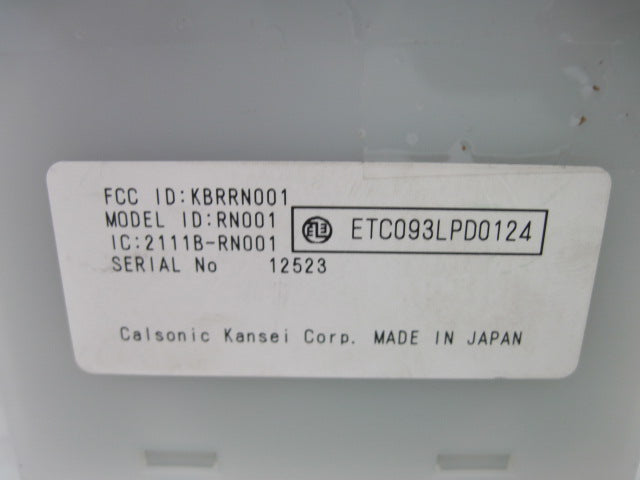 FCC ID:KBRRN001
MODEL ID:RN001
IC:2111B-RN001
ETC093LPD0124
SERIAL No 12523
Calsonic Kansei Corp. MADE IN JAPAN